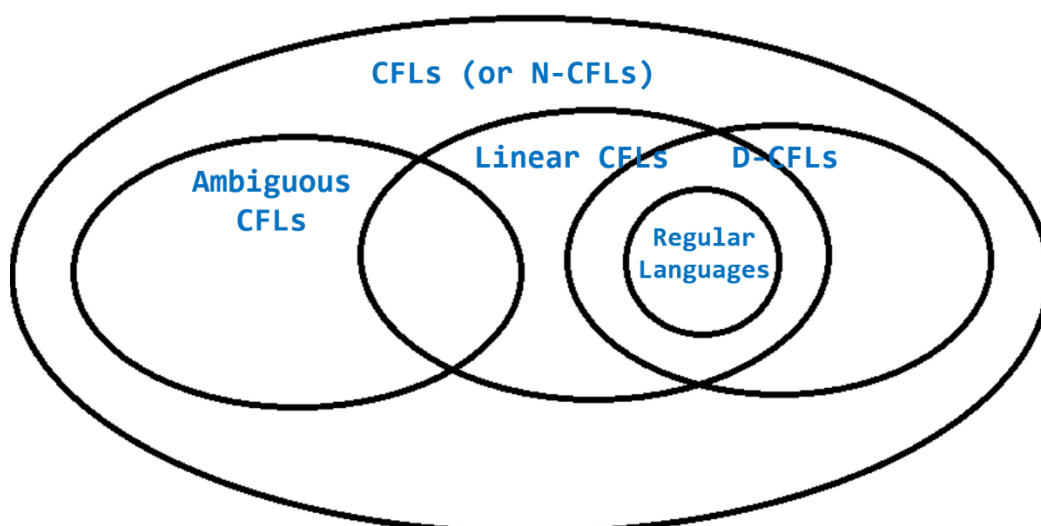 CFLs (or N-CFLs)
Linear CFLs
D-CFLs
Ambiguous
CFLs
Regular
Languages